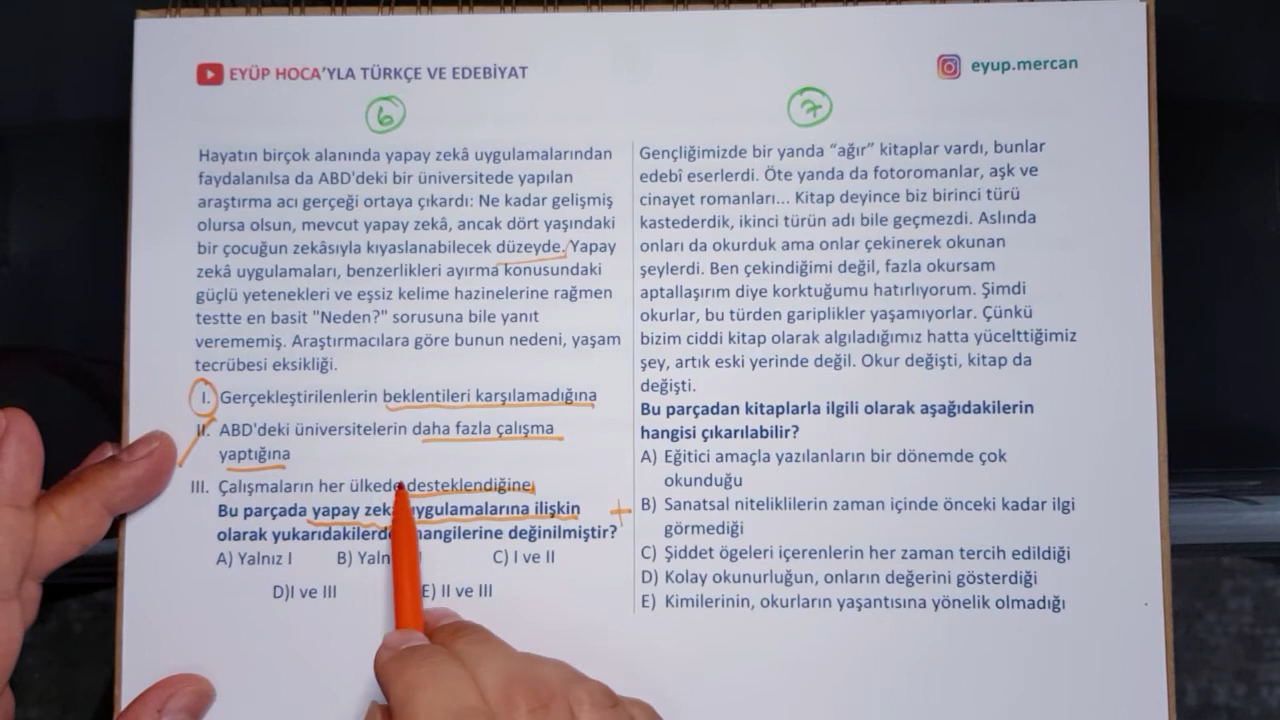 EYÜP HOCA'YLA TÜRKÇE VE EDEBİYAT
eyup.mercan
6
Hayatın birçok alanında yapay zekâ uygulamalarından
faydalanılsa da ABD'deki bir üniversitede yapılan
araştırma acı gerçeği ortaya çıkardı: Ne kadar gelişmiş
olursa olsun, mevcut yapay zekâ, ancak dört yaşındaki
bir çocuğun zekâsıyla kıyaslanabilecek düzeyde. Yapay
zekâ uygulamaları, benzerlikleri ayırma konusundaki
güçlü yetenekleri ve eşsiz kelime hazinelerine rağmen
testte en basit "Neden?" sorusuna bile yanıt
verememiş. Araştırmacılara göre bunun nedeni, yaşam
tecrübesi eksikliği.
I. Gerçekleştirilenlerin beklentileri karşılamadığına
II. ABD'deki üniversitelerin daha fazla çalışma
yaptığına
III. Çalışmaların her ülkede desteklendiğine
Bu parçada yapay zekâ uygulamalarına ilişkin
olarak yukarıdakilerden hangilerine değinilmiştir?
A) Yalnız I B) C) I ve II
D)I ve III E) II ve III
7
Gençliğimizde bir yanda “ağır” kitaplar vardı, bunlar
edebî eserlerdi. Öte yanda da fotoromanlar, aşk ve
cinayet romanları... Kitap deyince biz birinci türü
kastederdik, ikinci türün adı bile geçmezdi. Aslında
onları da okurduk ama onlar çekinerek okunan
şeylerdi. Ben çekindiğimi değil, fazla okursam
aptallaşırım diye korktuğumu hatırlıyorum. Şimdi
okurlar, bu türden gariplikler yaşamıyorlar. Çünkü
bizim ciddi kitap olarak algıladığımız hatta yücelttiğimiz
şey, artık eski yerinde değil. Okur değişti, kitap da
değişti.
Bu parçadan kitaplarla ilgili olarak aşağıdakilerin
hangisi çıkarılabilir?
A) Eğitici amaçla yazılanların bir dönemde çok
okunduğu
B) Sanatsal niteliklilerin zaman içinde önceki kadar ilgi
görmediği
C) Şiddet ögeleri içerenlerin her zaman tercih edildiği
D) Kolay okunurluğun, onların değerini gösterdiği
E) Kimilerinin, okurların yaşantısına yönelik olmadığı